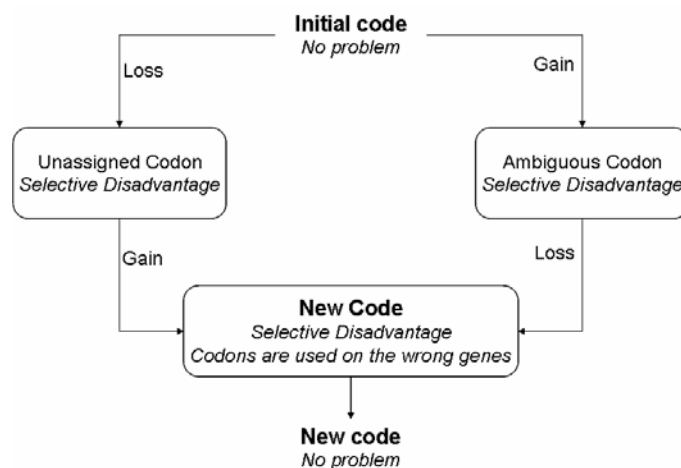 Initial code
No problem
Loss
Gain
Unassigned Codon
Selective Disadvantage
Ambiguous Codon
Selective Disadvantage
Gain
Loss
New Code
Selective Disadvantage
Codons are used on the wrong genes
New code
No problem